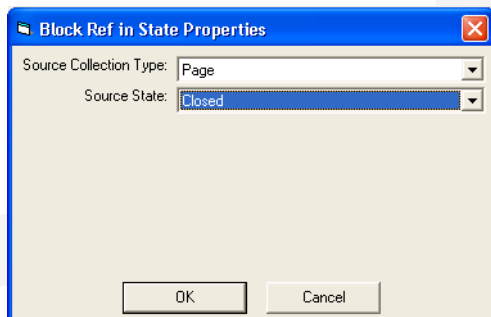 Block Ref in State Properties
Source Collection Type: Page
Source State: Closed
OK Cancel